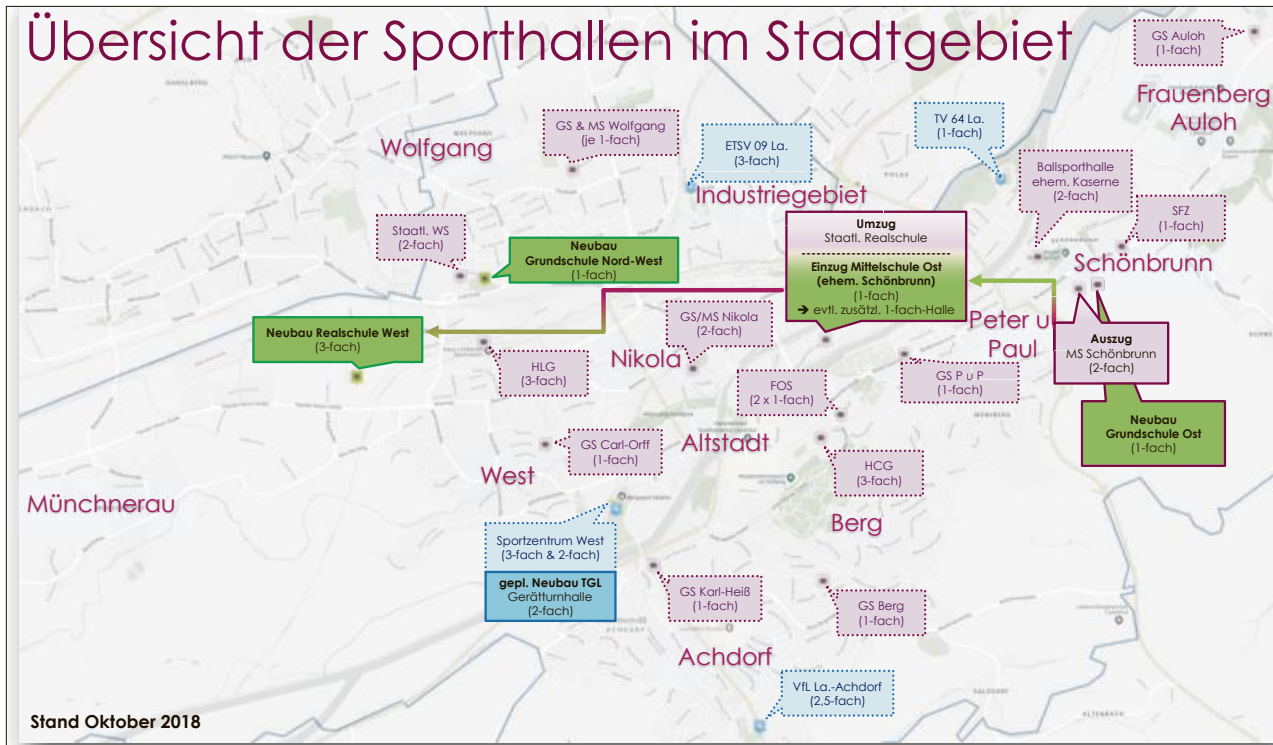 Übersicht der Sporthallen im Stadtgebiet
GS Auloh
(1-fach)
Frauenberg
Auloh
Wolfgang
GS & MS Wolfgang
(je 1-fach)
ETSV 09 La.
(3-fach)
TV 64 La.
(1-fach)
Industriegebiet
Ballsporthalle
ehem. Kaserne
(2-fach)
SFZ
(1-fach)
Schönbrunn
Staatl. WS
(2-fach)
Neubau
Grundschule Nord-West
(1-fach)
Umzug
Staatl. Realschule
Einzug Mittelschule Ost
(ehem. Schönbrunn)
(1-fach)
➔ evtl. zusätzl. 1-fach-Halle
Neubau Realschule West
(3-fach)
HLG
(3-fach)
Nikola
GS/MS Nikola
(2-fach)
Peter u
Paul
GS P u P
(1-fach)
Auszug
MS Schönbrunn
(2-fach)
Neubau
Grundschule Ost
(1-fach)
FOS
(2 x 1-fach)
Altstadt
GS Carl-Orff
(1-fach)
West
HCG
(3-fach)
Berg
Münchnerau
Sportzentrum West
(3-fach & 2-fach)
gepl. Neubau TGL
Gerätturnhalle
(2-fach)
GS Karl-Heiß
(1-fach)
GS Berg
(1-fach)
Achdorf
ACHDORF
VfL La.-Achdorf
(2,5-fach)
Stand Oktober 2018